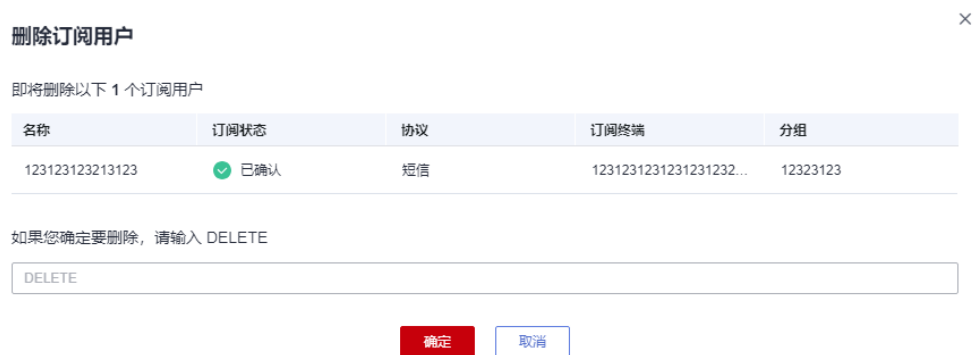 删除订阅用户
即将删除以下 1 个订阅用户
名称 订阅状态 协议 订阅终端 分组
123123123213123 已确认 短信 1231231231231231232... 12323123
如果您确定要删除，请输入 DELETE
DELETE
确定 取消